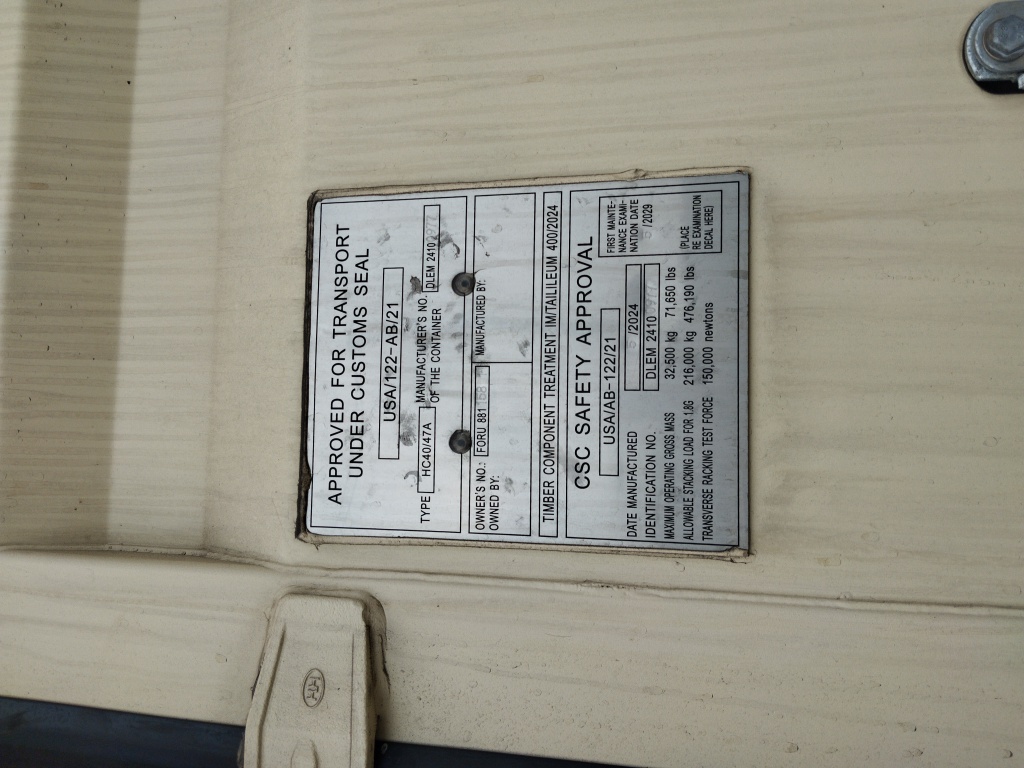 APPROVED FOR TRANSPORT
UNDER CUSTOMS SEAL
USA/122-AB/21
TYPE HC40/47A MANUFACTURER'S NO. OF THE CONTAINER DLEM 2410
OWNER'S NO.: FORU 881
OWNED BY:
MANUFACTURED BY:
TIMBER COMPONENT TREATMENT IM/TAILILEUM 400/2024
CSC SAFETY APPROVAL
USA/AB-122/21
DATE MANUFACTURED /2024
IDENTIFICATION NO. DLEM 2410
MAXIMUM OPERATING GROSS MASS 32,500 kg 71,650 lbs
ALLOWABLE STACKING LOAD FOR 1.8G 216,000 kg 476,190 lbs
TRANSVERSE RACKING TEST FORCE 150,000 newtons
FIRST MAINTE-
NANCE EXAMI-
NATION DATE
/2029
(PLACE
RE EXAMINATION
DECAL HERE)
HH